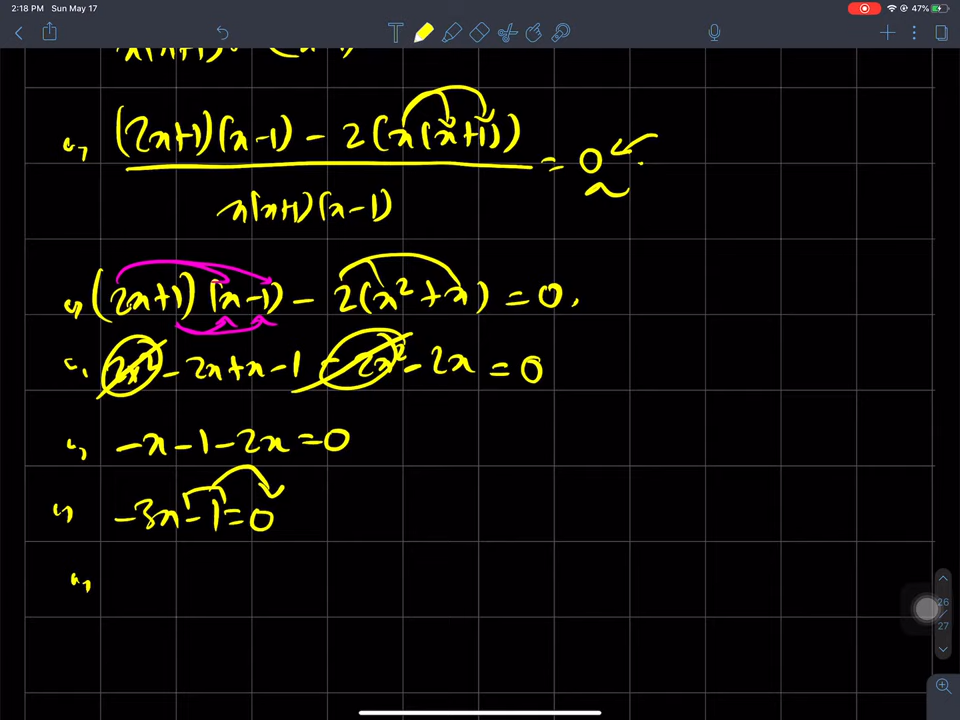 2:18 PM Sun May 17
47%
(2x+1)(x-1) - 2(x(x+1))
= 0
x(x+1)(x-1)
(2x+1)(x-1) - 2(x² + x) = 0
2x² - 2x + x - 1 - 2x² - 2x = 0
-x - 1 - 2x = 0
-3x - 1 = 0
26
/
27